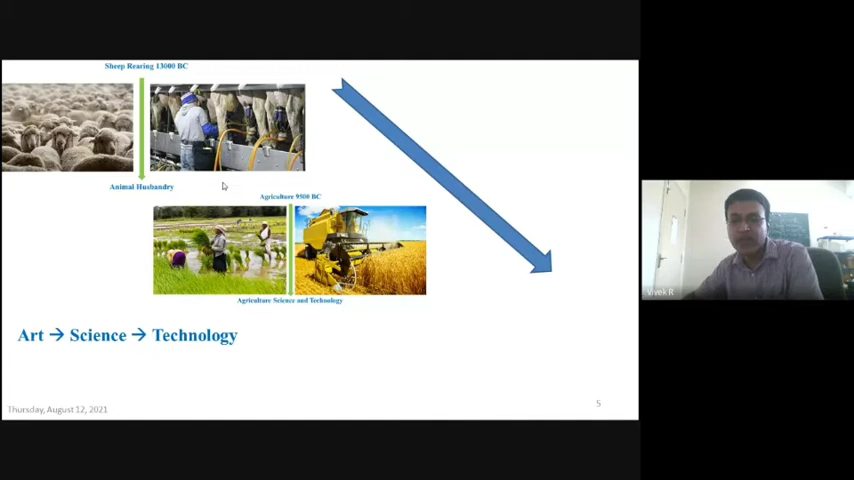 Sheep Rearing 13000 BC
Animal Husbandry
Agriculture 9500 BC
Agriculture Science and Technology
Art → Science → Technology
Thursday, August 12, 2021
5
Vivek R